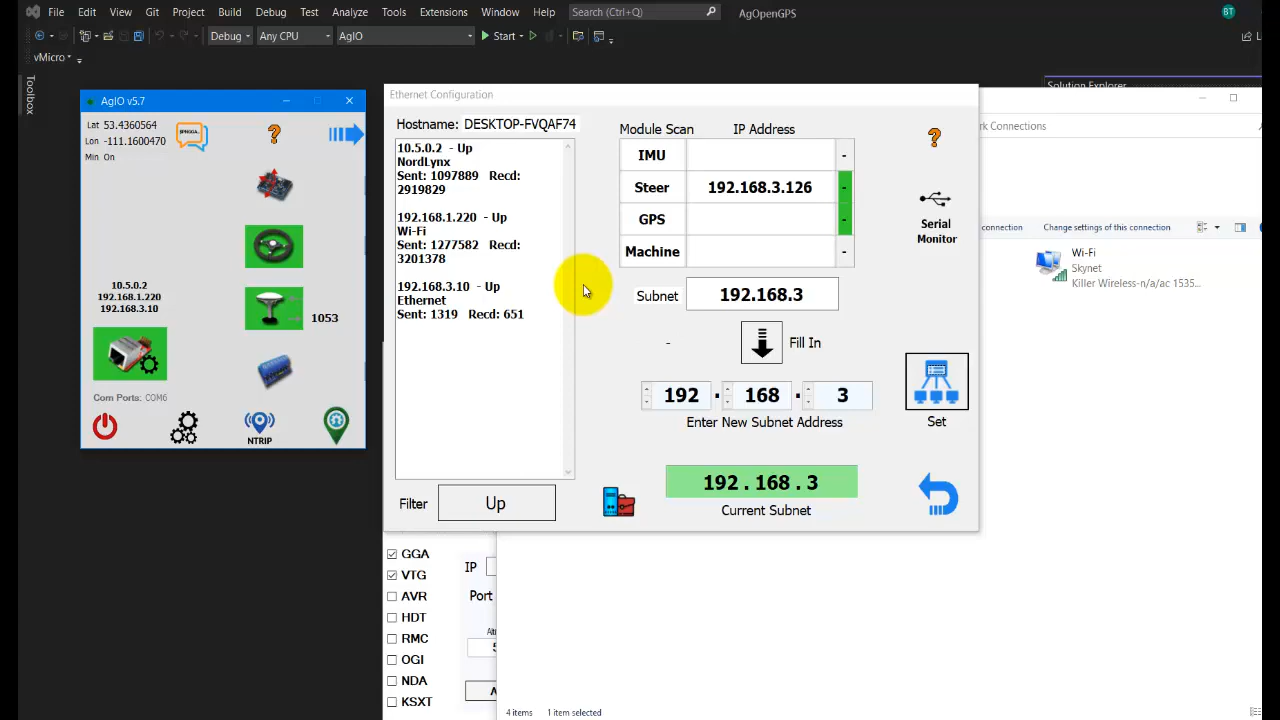 File Edit View Git Project Build Debug Test Analyze Tools Extensions Window Help Search (Ctrl+Q) AgOpenGPS BT
Debug Any CPU AgIO Start
vMicro
Toolbox
Solution Explorer
AgIO v5.7
Lat 53.4360564
Lon -111.1600470
Min On
10.5.0.2
192.168.1.220
192.168.3.10
1053
Com Ports: COM6
NTRIP
Ethernet Configuration
Hostname: DESKTOP-FVQAF74
10.5.0.2 - Up
NordLynx
Sent: 1097889 Recd:
2919829
192.168.1.220 - Up
Wi-Fi
Sent: 1277582 Recd:
3201378
192.168.3.10 - Up
Ethernet
Sent: 1319 Recd: 651
Filter Up
Module Scan IP Address
IMU -
Steer 192.168.3.126 -
GPS -
Machine -
Subnet 192.168.3
- Fill In
192 . 168 . 3
Enter New Subnet Address
192 . 168 . 3
Current Subnet
Serial
Monitor
Set
rk Connections
connection Change settings of this connection
Wi-Fi
Skynet
Killer Wireless-n/a/ac 1535...
GGA
VTG
AVR
HDT
RMC
OGI
NDA
KSXT
IP
Port
4 items 1 item selected